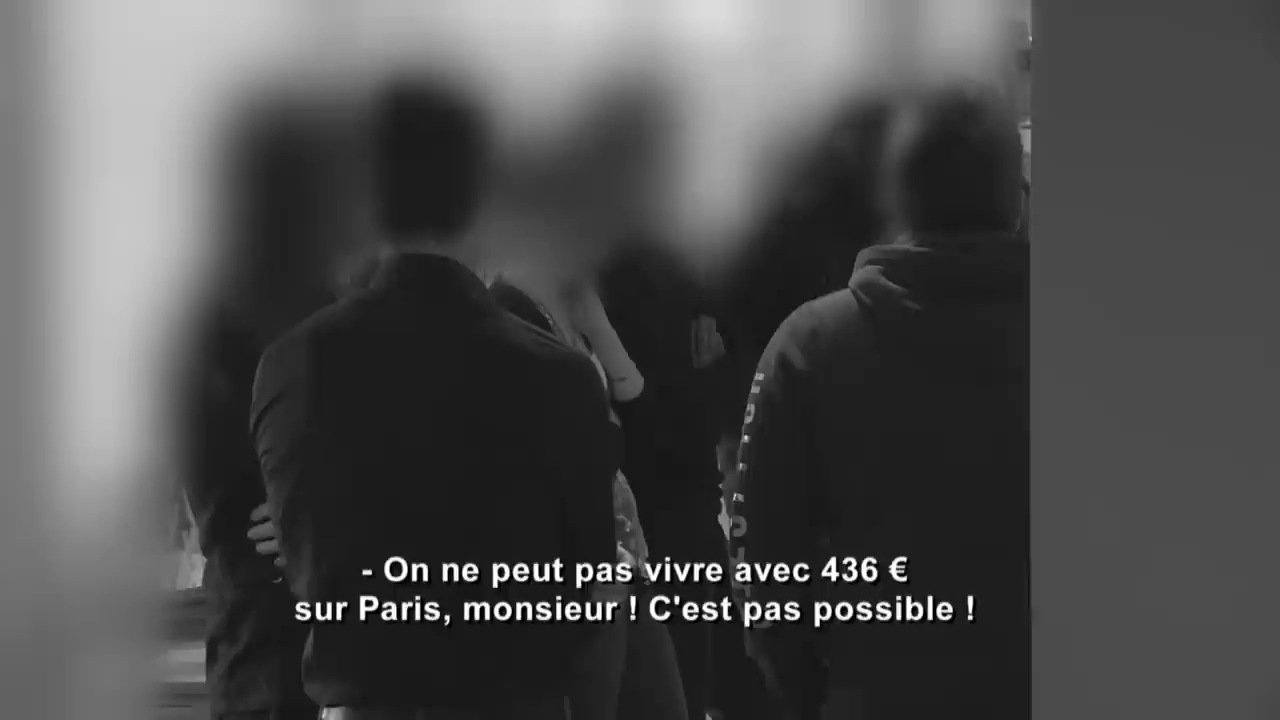 - On ne peut pas vivre avec 436 €
sur Paris, monsieur ! C'est pas possible !